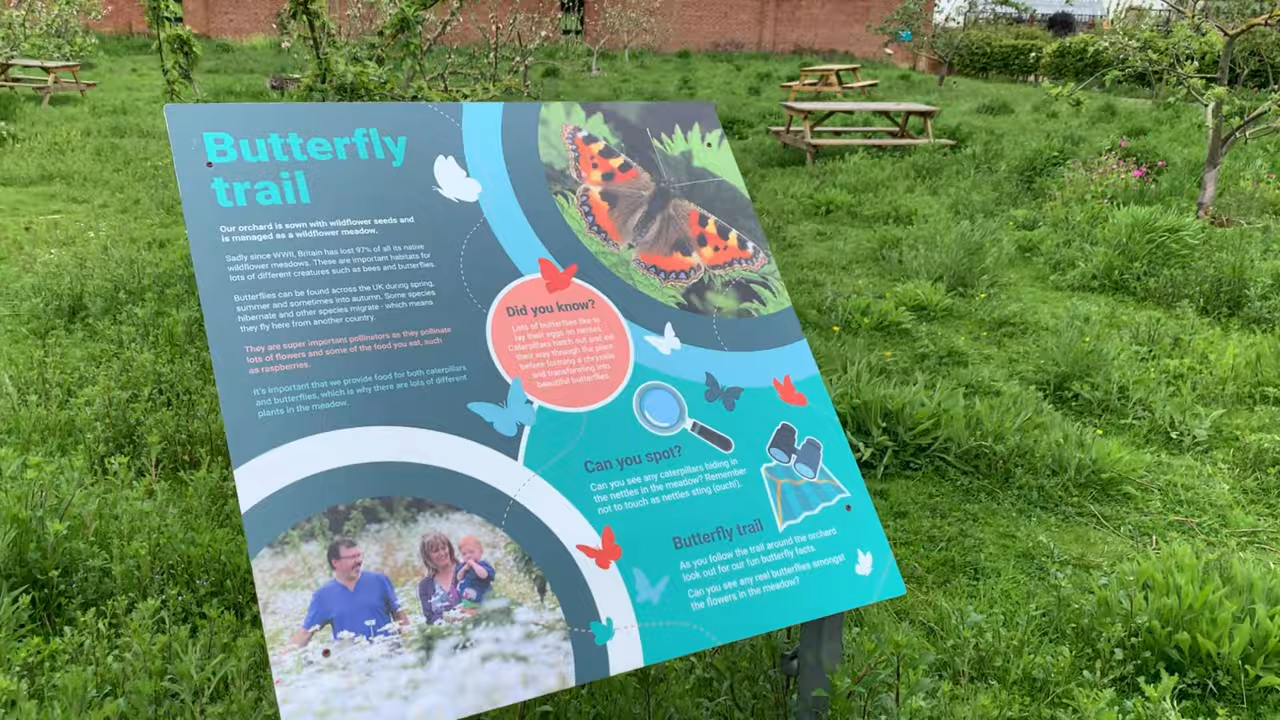 Butterfly
trail
Our orchard is sown with wildflower seeds and
is managed as a wildflower meadow.
Sadly since WWII, Britain has lost 97% of all its native
wildflower meadows. These are important habitats for
lots of different creatures such as bees and butterflies.
Butterflies can be found across the UK during spring,
summer and sometimes into autumn. Some species
hibernate and other species migrate - which means
they fly here from another country.
They are super important pollinators as they pollinate
lots of flowers and some of the food you eat, such
as raspberries.
It's important that we provide food for both caterpillars
and butterflies, which is why there are lots of different
plants in the meadow.
Did you know?
Lots of butterflies like to
lay their eggs on nettles.
Caterpillars hatch out and eat
their way through the plant
before forming a chrysalis
and transforming into
beautiful butterflies.
Can you spot?
Can you see any caterpillars hiding in
the nettles in the meadow? Remember
not to touch as nettles sting (ouch!).
Butterfly trail
As you follow the trail around the orchard
look out for our fun butterfly facts.
Can you see any real butterflies amongst
the flowers in the meadow?